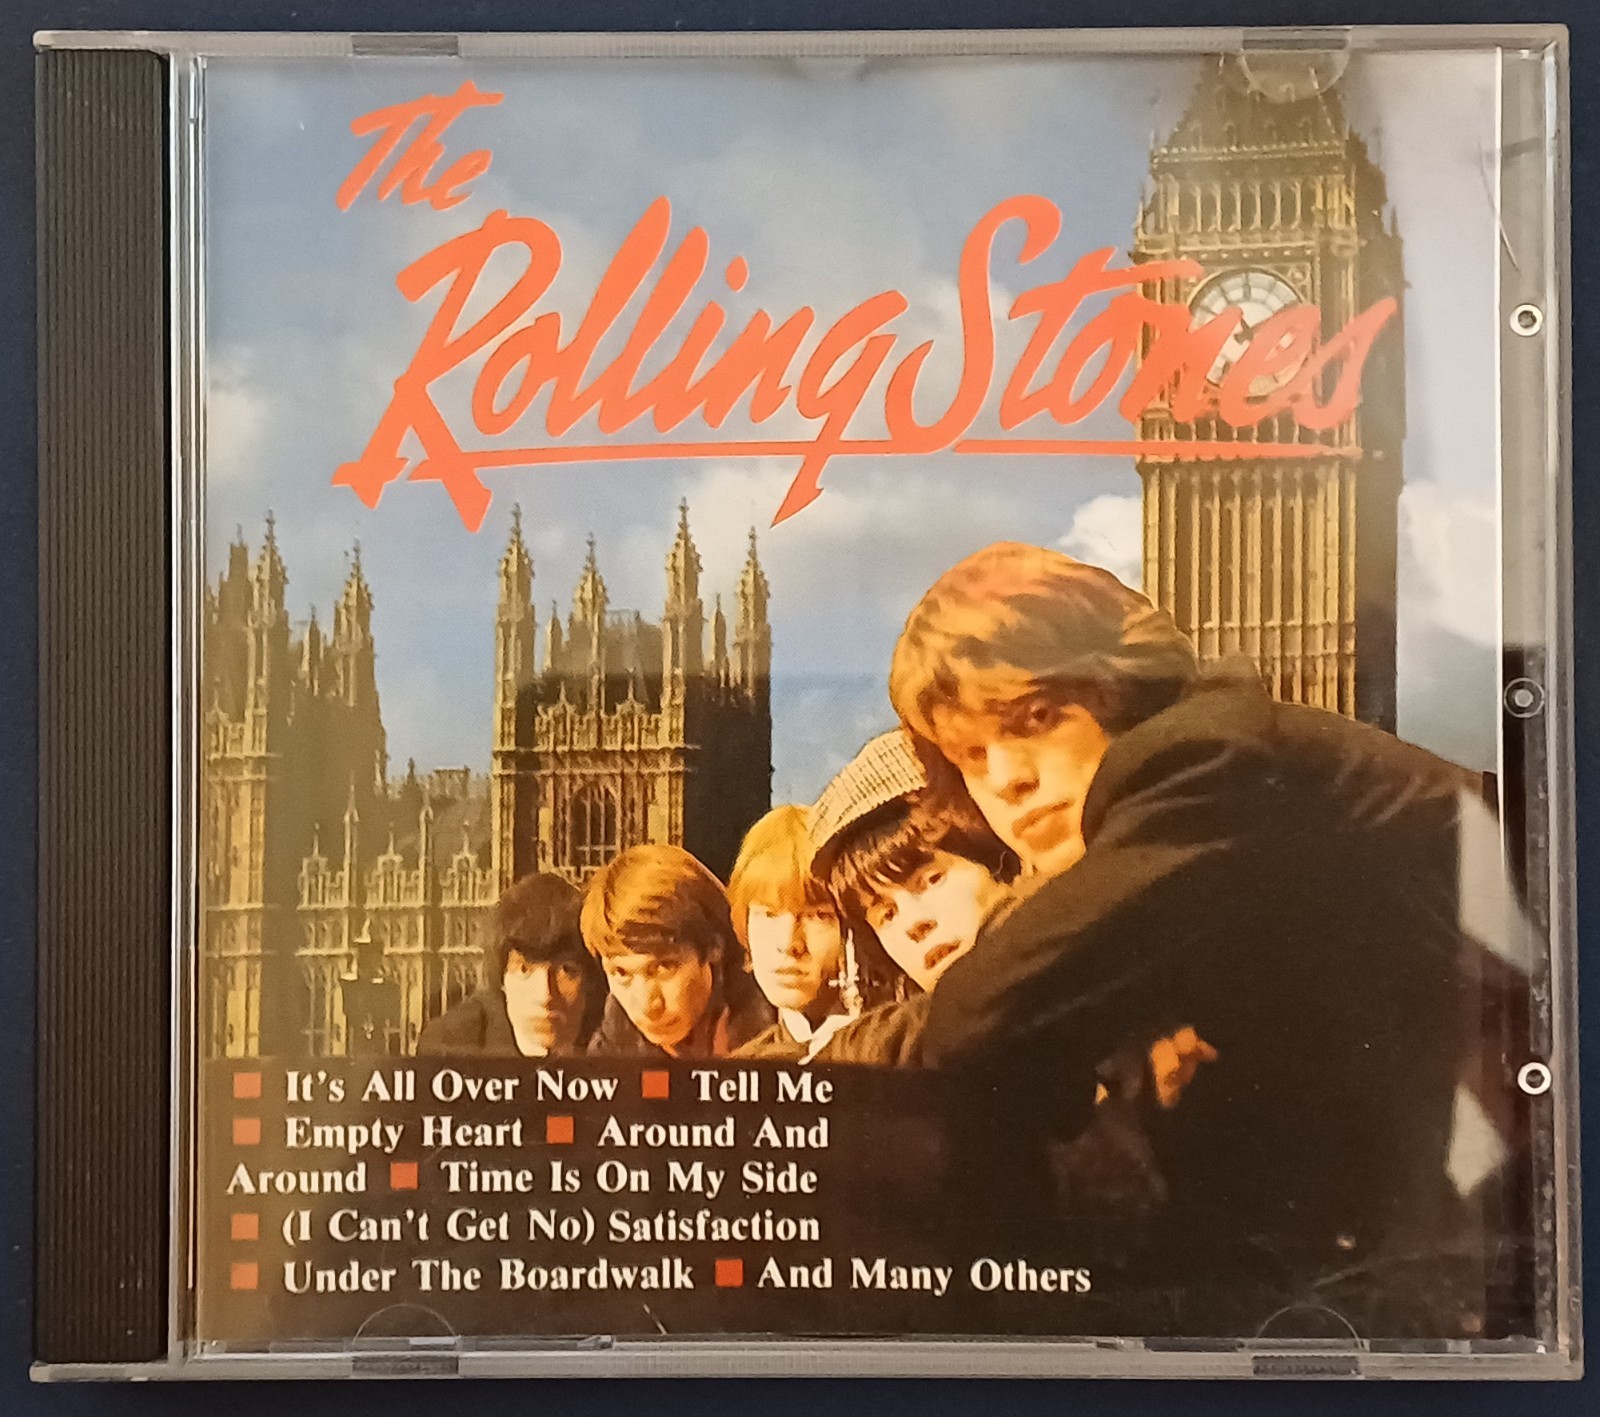 The
Rolling Stones
■ It's All Over Now ■ Tell Me
■ Empty Heart ■ Around And
Around ■ Time Is On My Side
■ (I Can't Get No) Satisfaction
■ Under The Boardwalk ■ And Many Others